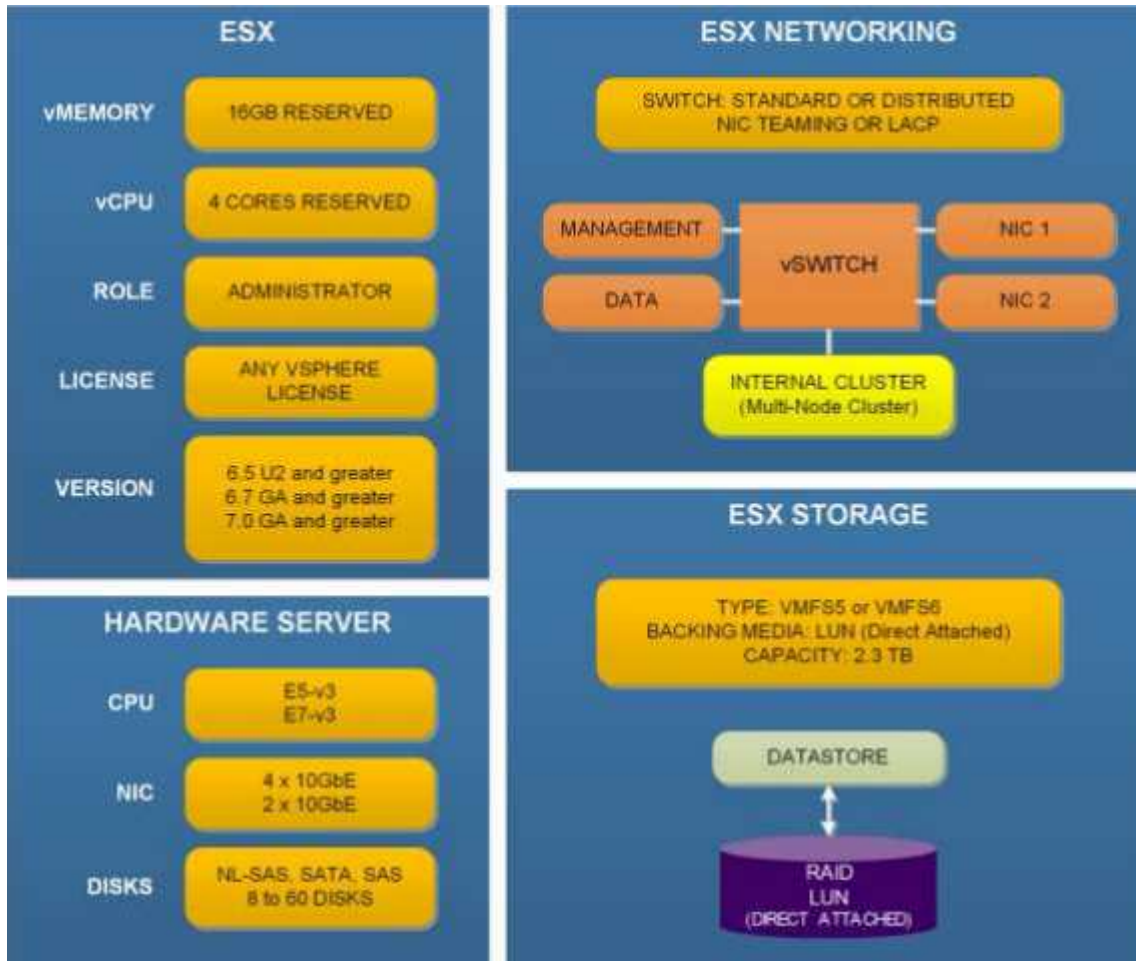 ESX
vMEMORY
16GB RESERVED
vCPU
4 CORES RESERVED
ROLE
ADMINISTRATOR
LICENSE
ANY VSPHERE
LICENSE
VERSION
6.5 U2 and greater
6.7 GA and greater
7.0 GA and greater
HARDWARE SERVER
CPU
E5-v3
E7-v3
NIC
4 x 10GbE
2 x 10GbE
DISKS
NL-SAS, SATA, SAS
8 to 60 DISKS
ESX NETWORKING
SWITCH: STANDARD OR DISTRIBUTED
NIC TEAMING OR LACP
MANAGEMENT
DATA
vSWITCH
NIC 1
NIC 2
INTERNAL CLUSTER
(Multi-Node Cluster)
ESX STORAGE
TYPE: VMFS5 or VMFS6
BACKING MEDIA: LUN (Direct Attached)
CAPACITY: 2.3 TB
DATASTORE
RAID
LUN
(DIRECT ATTACHED)